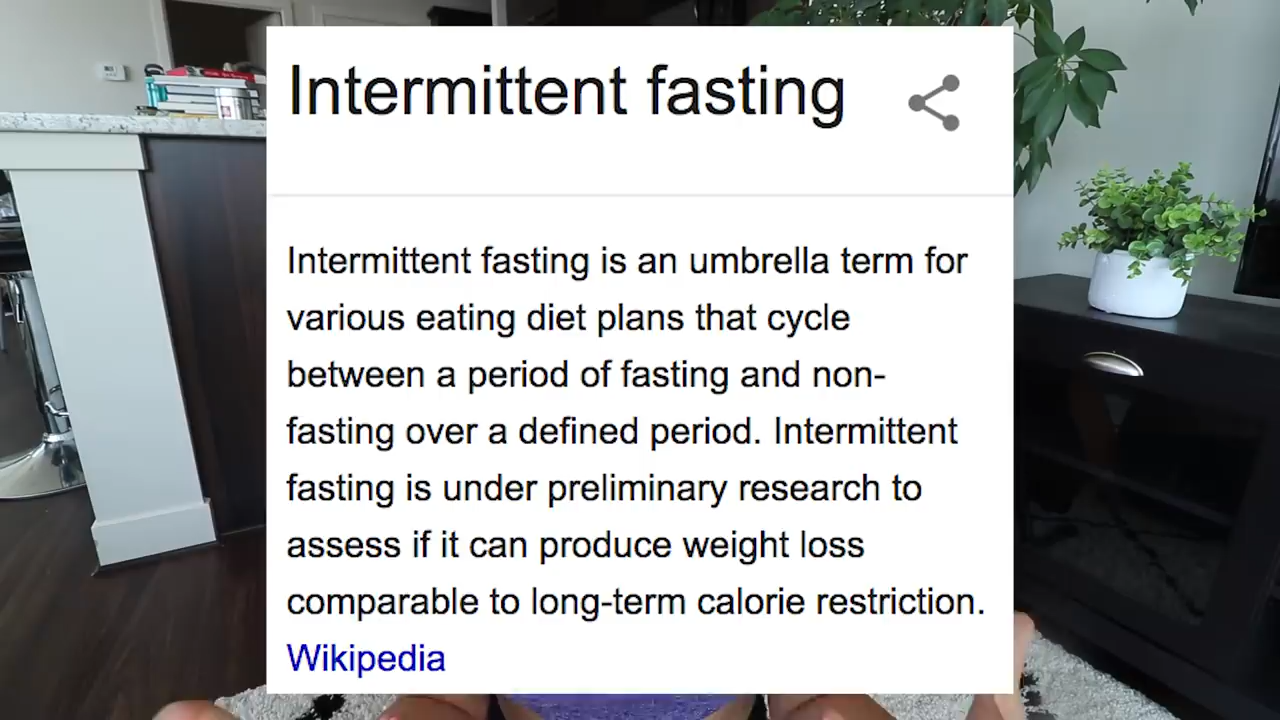 Intermittent fasting
Intermittent fasting is an umbrella term for
various eating diet plans that cycle
between a period of fasting and non-
fasting over a defined period. Intermittent
fasting is under preliminary research to
assess if it can produce weight loss
comparable to long-term calorie restriction.
Wikipedia